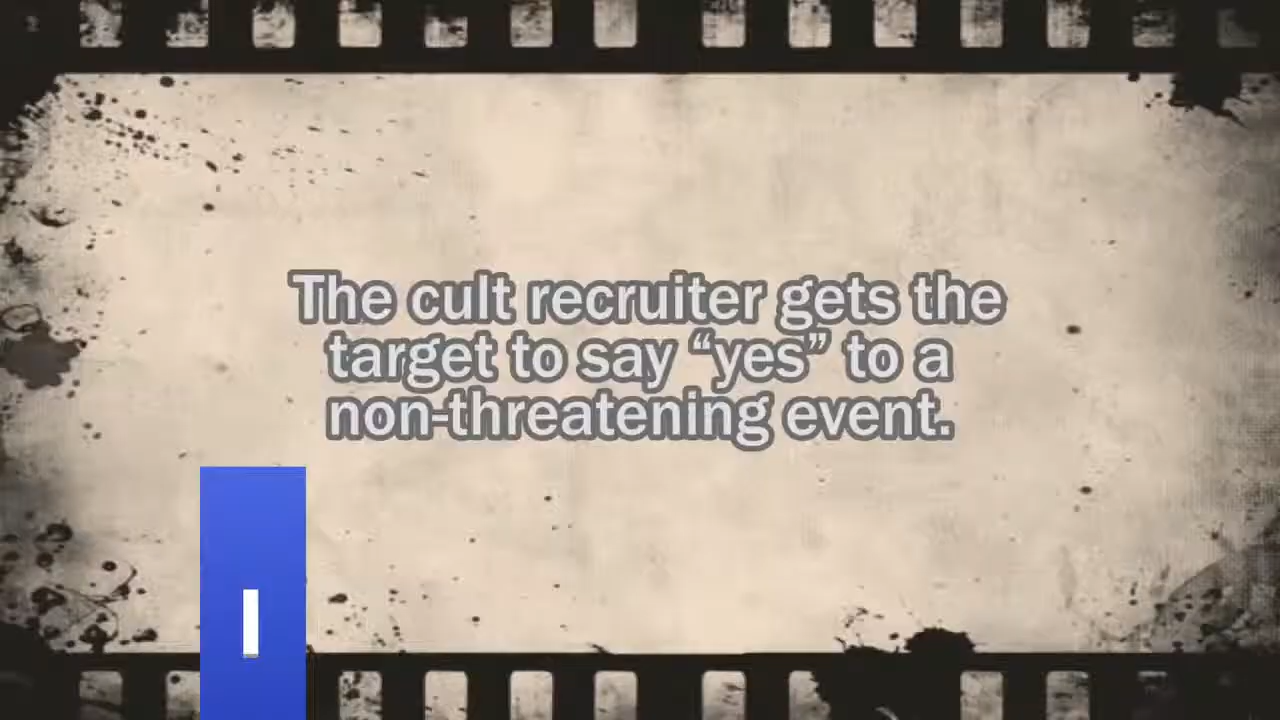 The cult recruiter gets the
target to say “yes” to a
non-threatening event.
I